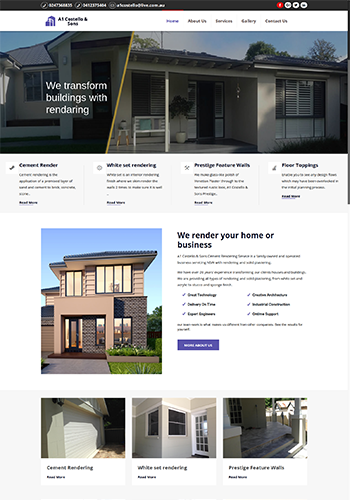 0247368835 0412375404 a1costello@live.com.au
A1 Costello & Sons
Home About Us Services Gallery Contact Us
We transform
buildings with
rendaring
Cement Render
Cement rendering is the
application of a premixed layer of
sand and cement to brick, concrete,
stone...
Read More
White set rendering
White set is an interior rendering
finish where we skim render the
walls 2 times to make sure it is well
Read More
Prestige Feature Walls
We make glass like polish of
Venetian Plaster through to the
textured rustic look, A1 Costello &
Sons Prestige...
Read More
Floor Toppings
Enable you to set any design flaws
which may have been overlooked in
the initial planning process.
Read More
We render your home or
business
A1 Costello & Sons Cement Rendering Service is a family owned and operated
business servicing NSW with rendering and solid plastering.
We have over 30 years experience transforming our clients houses and buildings.
We are providing all types of rendering and solid plastering, from white set and
acrylic to stucco and sponge finish.
Great Technology Creative Architecture
Delivery On Time Industrial Construction
Expert Engineers Online Support
our team work is what makes us different from other companies. See the results for
yourself.
MORE ABOUT US
Cement Rendering
Read More
White set rendering
Read More
Prestige Feature Walls
Read More